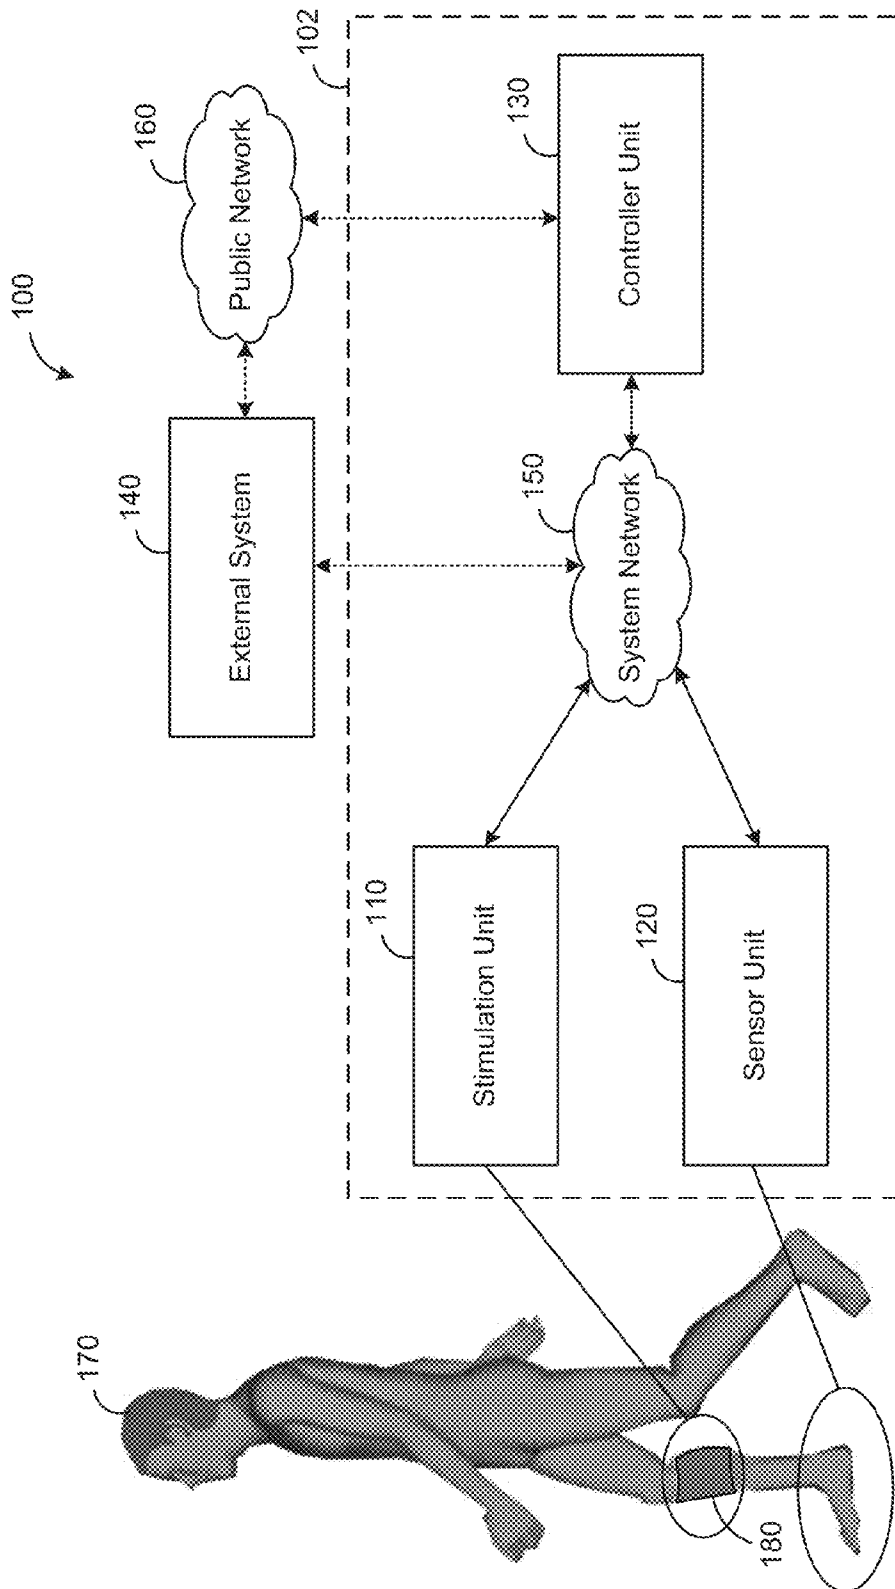 100
170
140
External System
160
Public Network
102
110
Stimulation Unit
150
System Network
130
Controller Unit
120
Sensor Unit
180